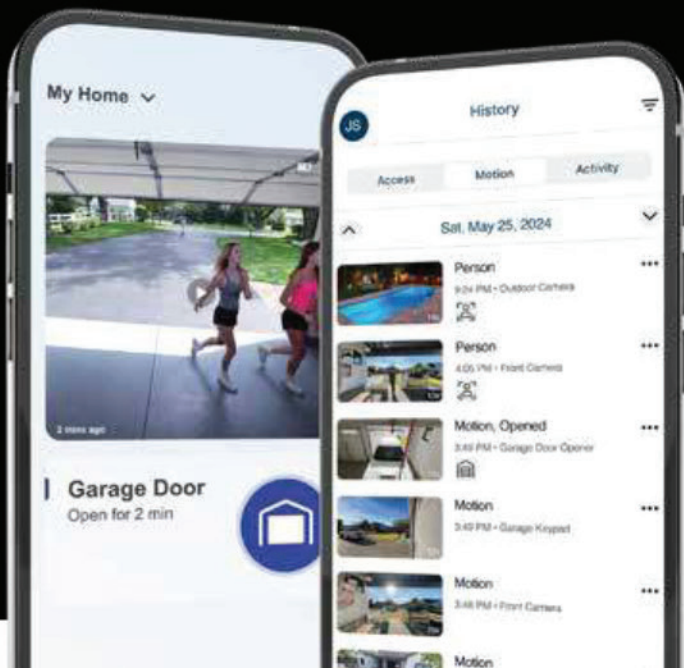 My Home
2 mins ago
Garage Door
Open for 2 min
JS
History
Access
Motion
Activity
Sat, May 25, 2024
Person
9:24 PM • Outdoor Camera
Person
4:05 PM • Front Camera
Motion, Opened
3:49 PM • Garage Door Opener
Motion
3:49 PM • Garage Keypad
Motion
3:48 PM • Front Camera
Motion